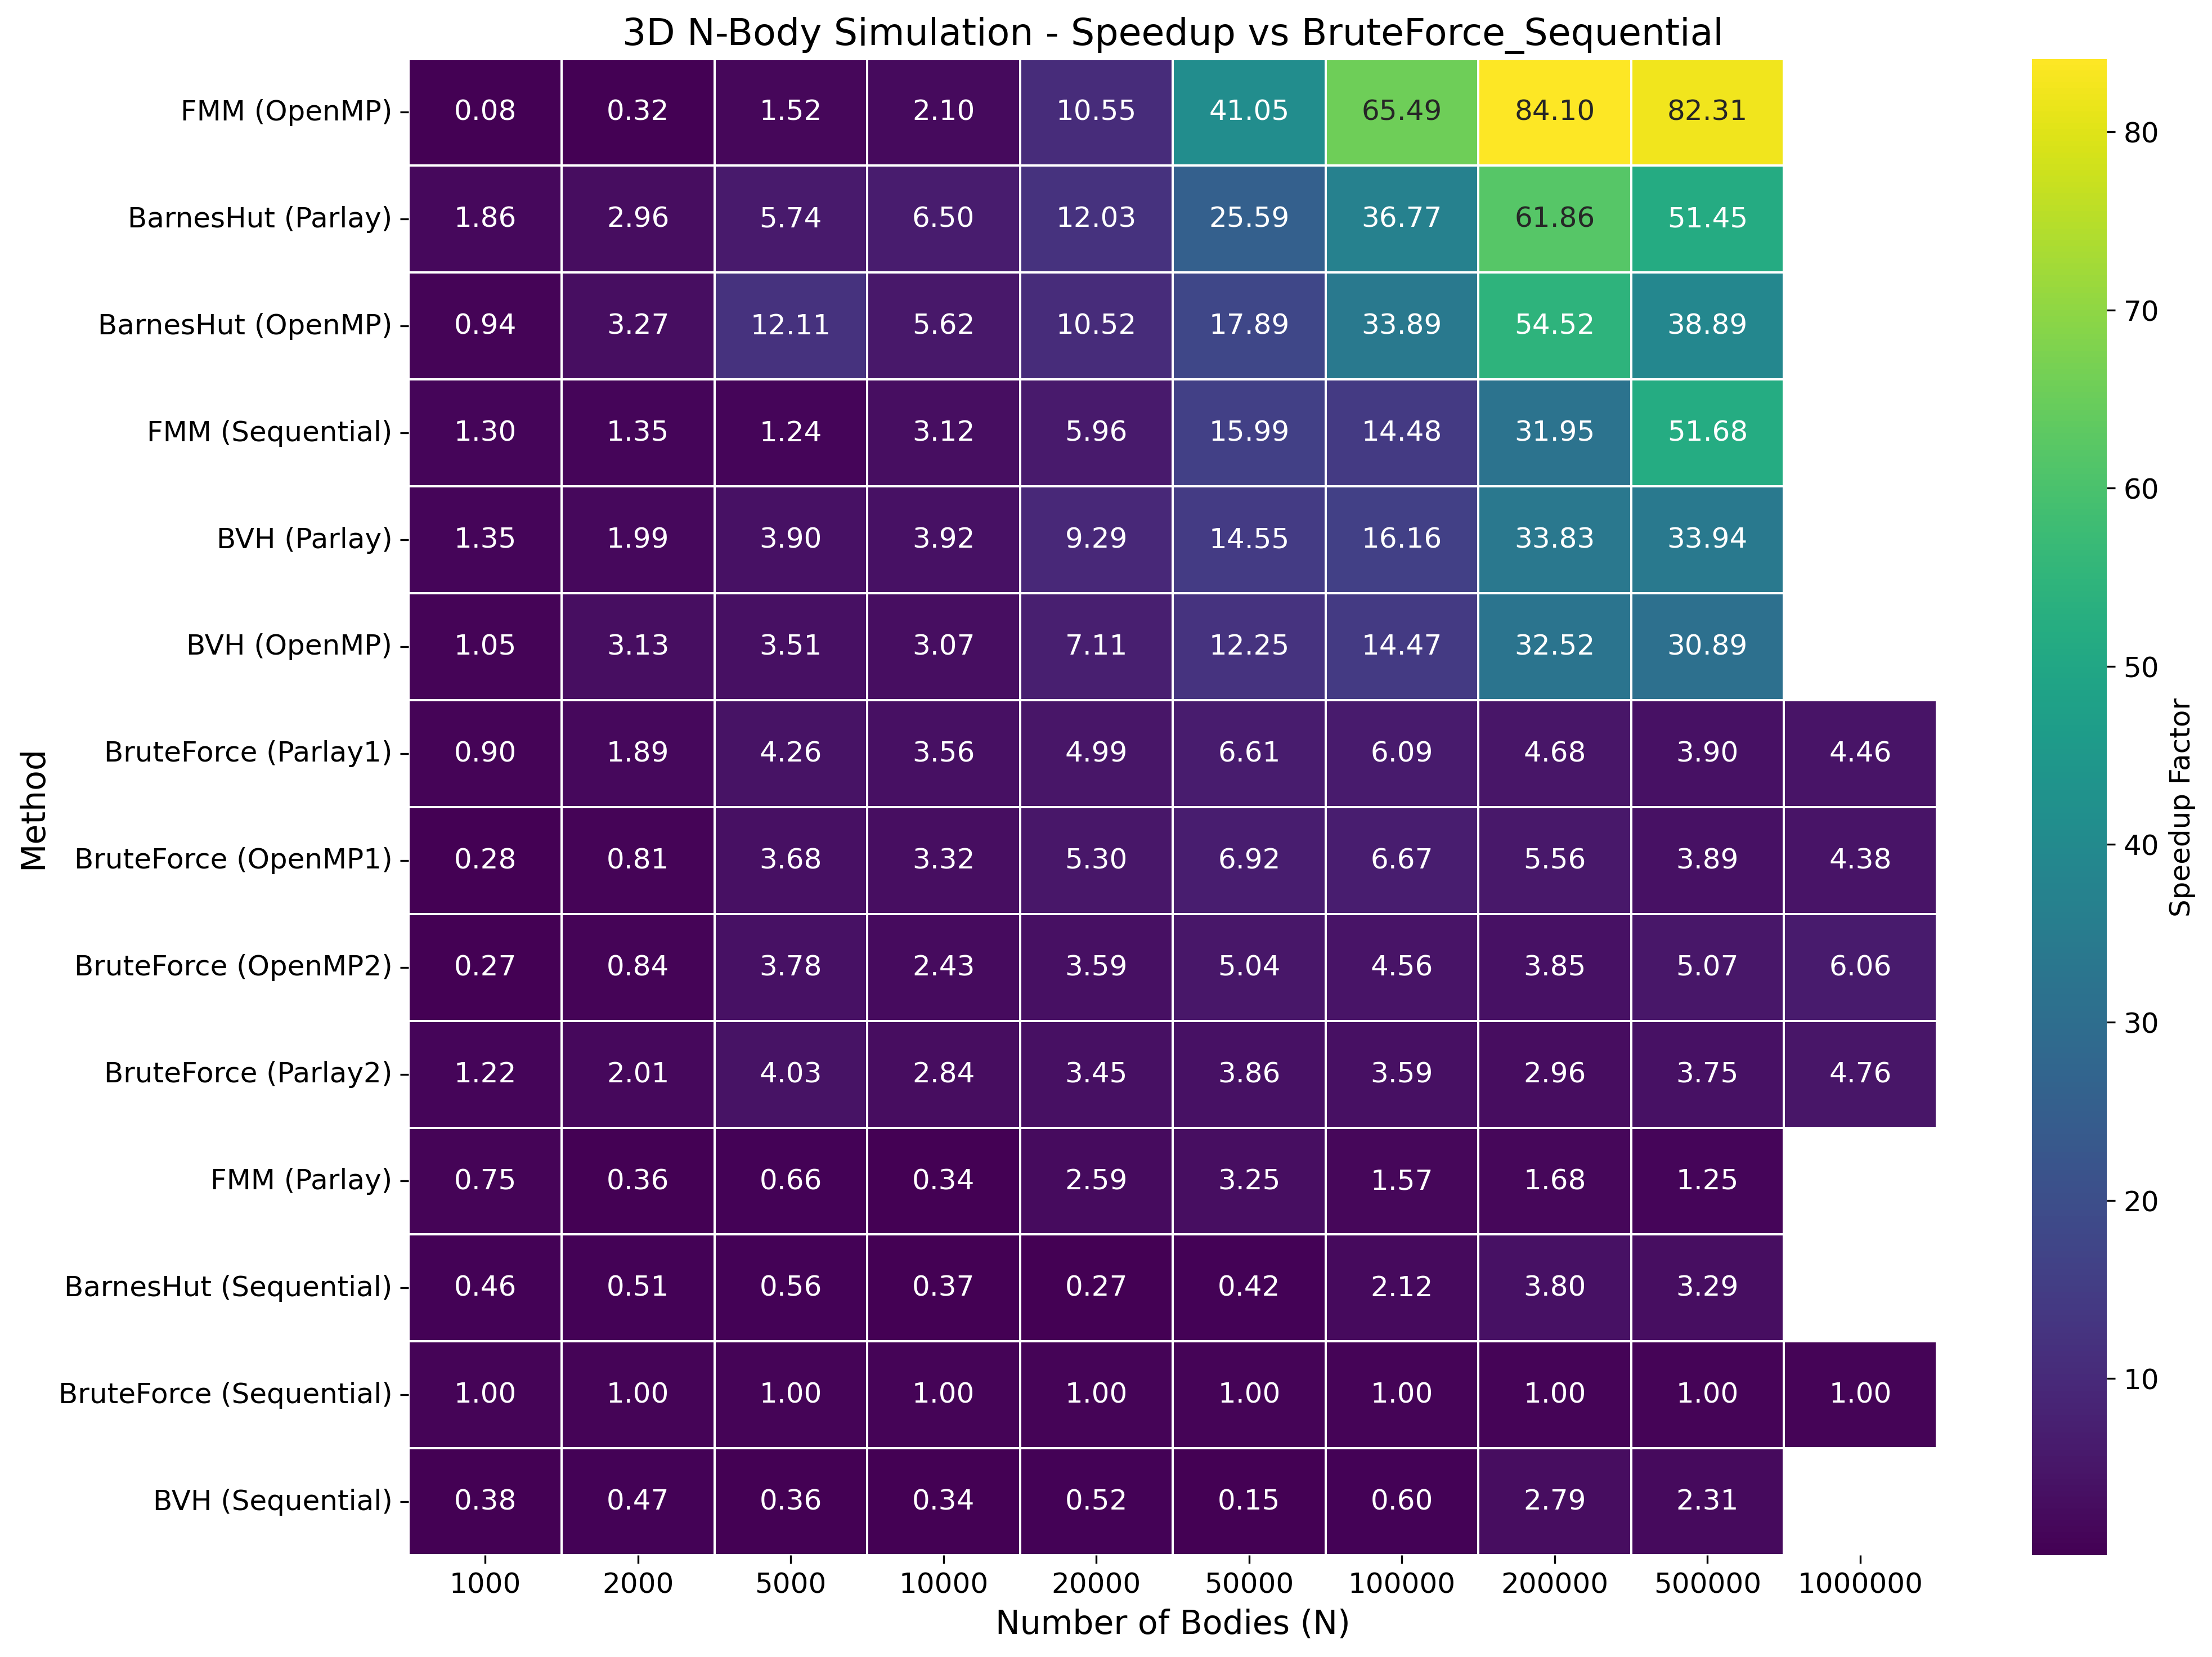 3D N-Body Simulation - Speedup vs BruteForce_Sequential
Method
FMM (OpenMP) 0.08 0.32 1.52 2.10 10.55 41.05 65.49 84.10 82.31
BarnesHut (Parlay) 1.86 2.96 5.74 6.50 12.03 25.59 36.77 61.86 51.45
BarnesHut (OpenMP) 0.94 3.27 12.11 5.62 10.52 17.89 33.89 54.52 38.89
FMM (Sequential) 1.30 1.35 1.24 3.12 5.96 15.99 14.48 31.95 51.68
BVH (Parlay) 1.35 1.99 3.90 3.92 9.29 14.55 16.16 33.83 33.94
BVH (OpenMP) 1.05 3.13 3.51 3.07 7.11 12.25 14.47 32.52 30.89
BruteForce (Parlay1) 0.90 1.89 4.26 3.56 4.99 6.61 6.09 4.68 3.90 4.46
BruteForce (OpenMP1) 0.28 0.81 3.68 3.32 5.30 6.92 6.67 5.56 3.89 4.38
BruteForce (OpenMP2) 0.27 0.84 3.78 2.43 3.59 5.04 4.56 3.85 5.07 6.06
BruteForce (Parlay2) 1.22 2.01 4.03 2.84 3.45 3.86 3.59 2.96 3.75 4.76
FMM (Parlay) 0.75 0.36 0.66 0.34 2.59 3.25 1.57 1.68 1.25
BarnesHut (Sequential) 0.46 0.51 0.56 0.37 0.27 0.42 2.12 3.80 3.29
BruteForce (Sequential) 1.00 1.00 1.00 1.00 1.00 1.00 1.00 1.00 1.00 1.00
BVH (Sequential) 0.38 0.47 0.36 0.34 0.52 0.15 0.60 2.79 2.31
1000 2000 5000 10000 20000 50000 100000 200000 500000 1000000
Number of Bodies (N)
80
70
60
50
40
30
20
10
Speedup Factor